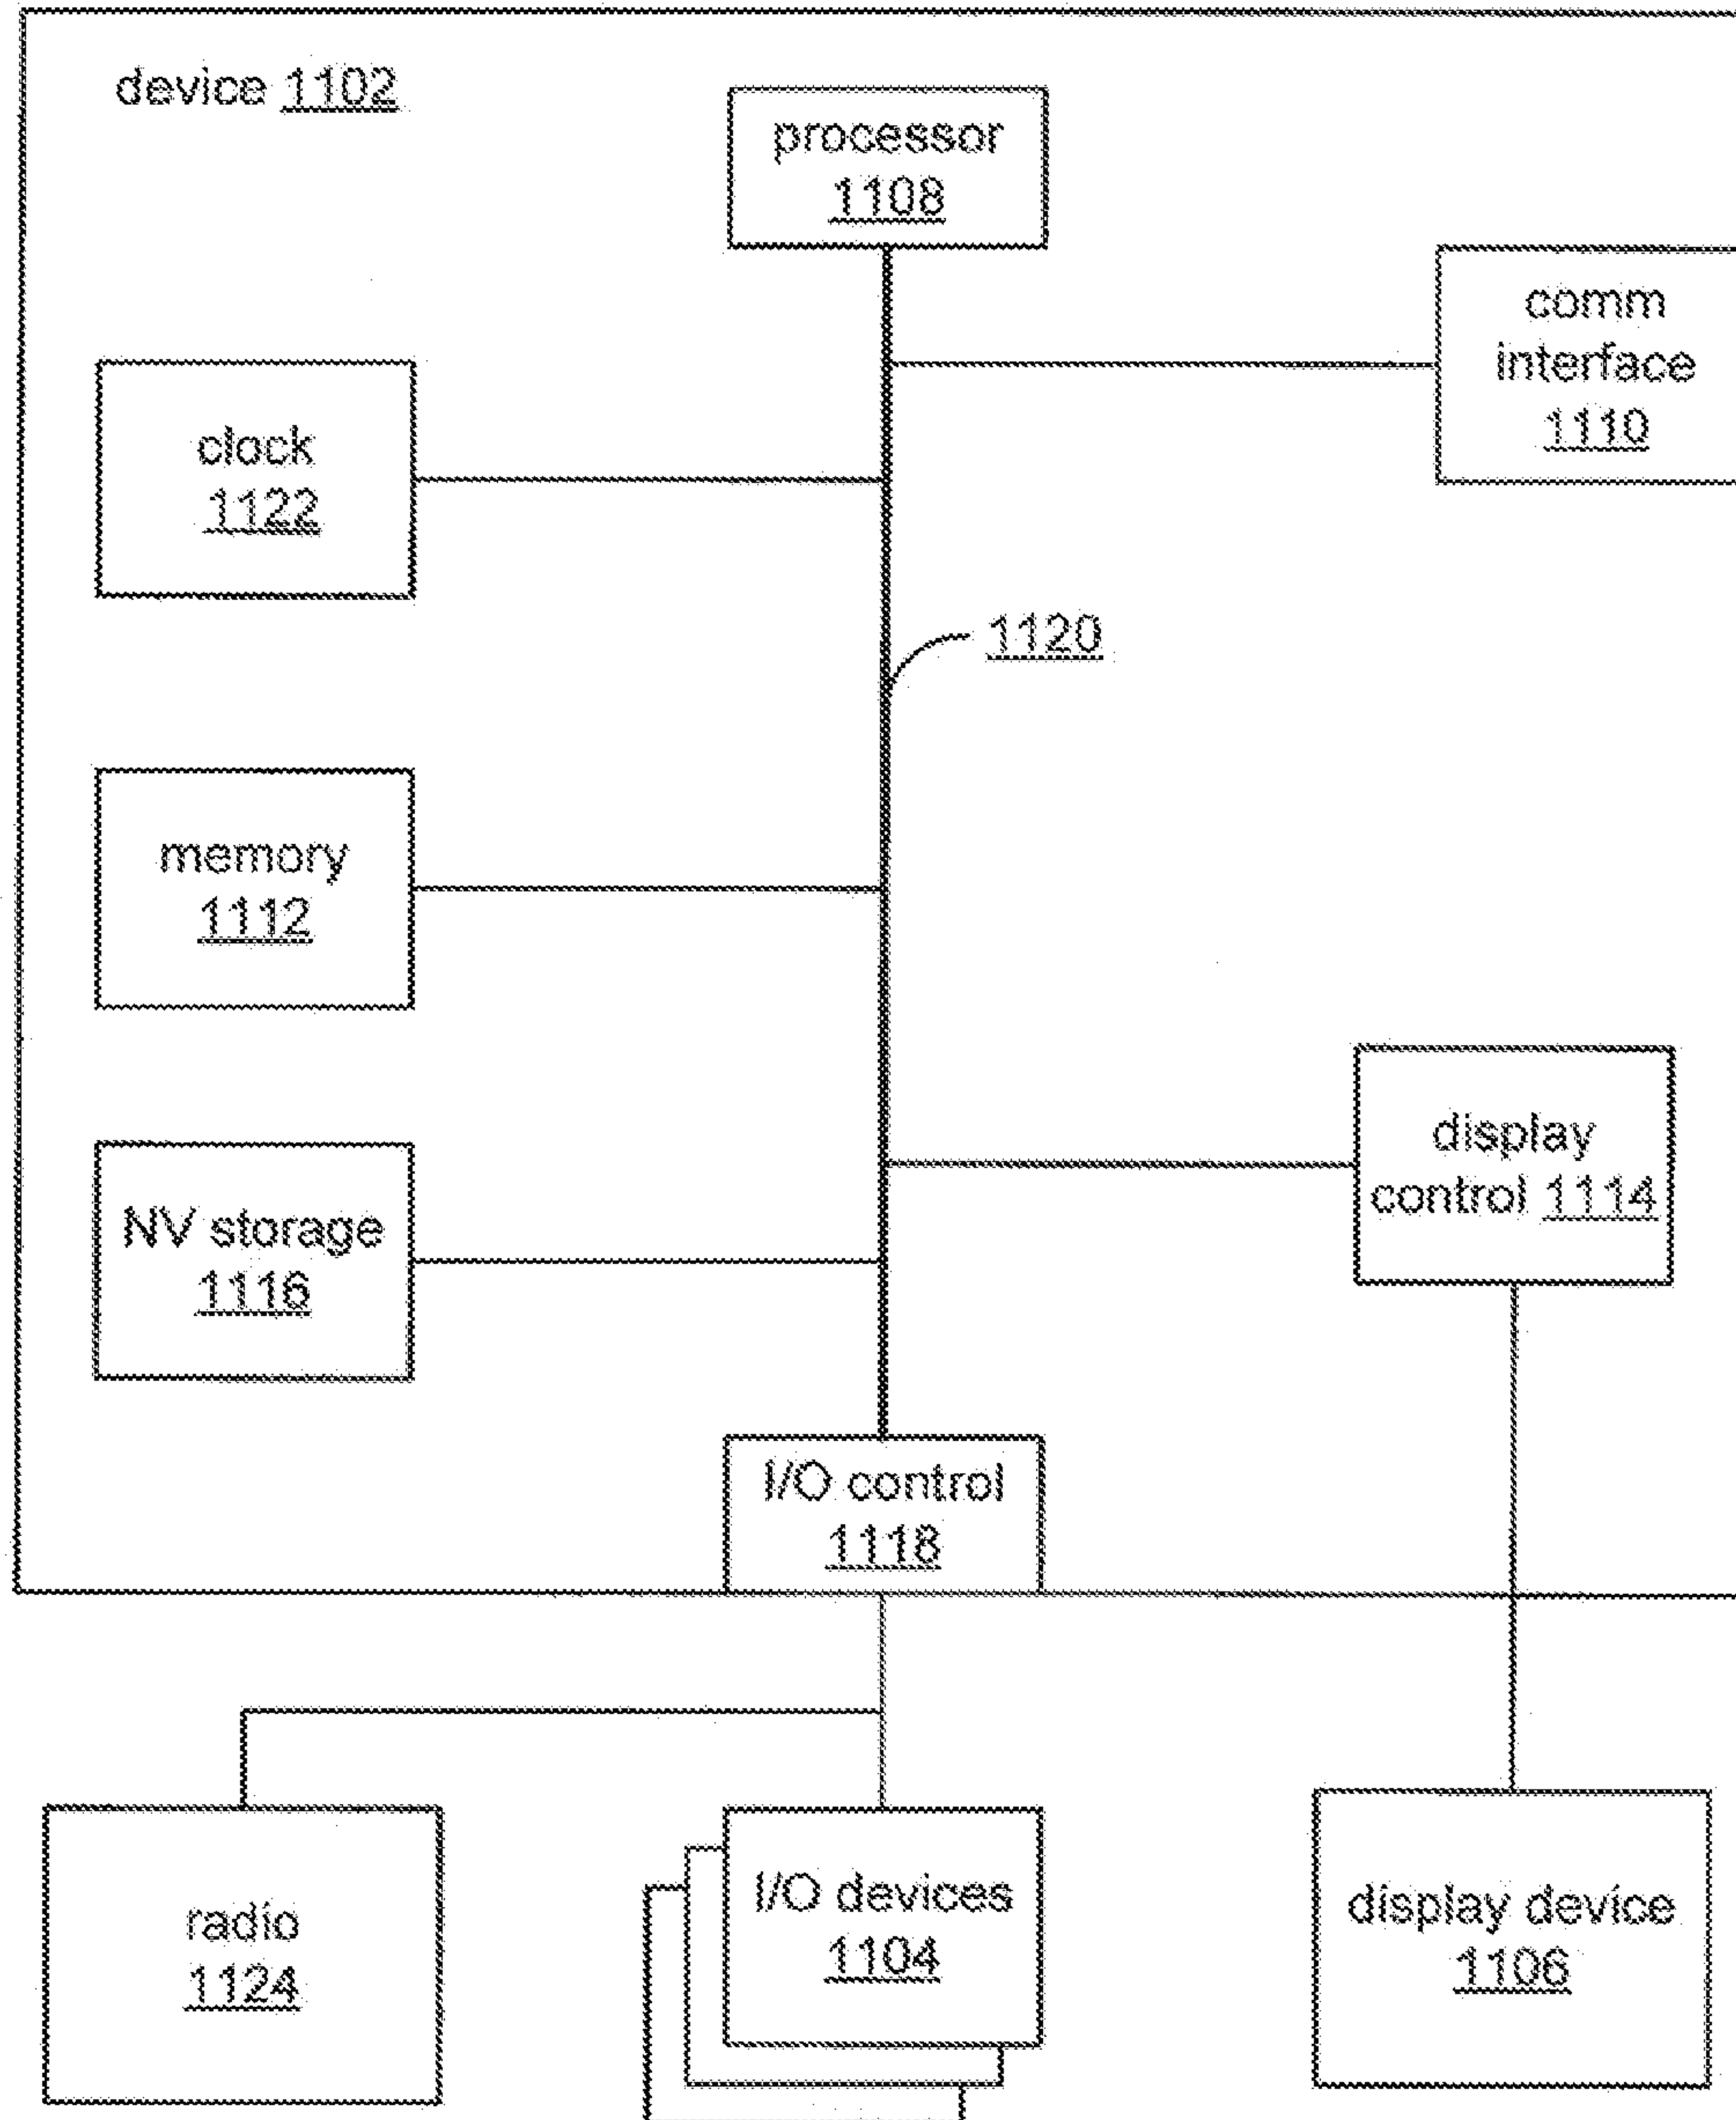 device 1102
processor
1108
comm
interface
1110
clock
1122
1120
memory
1112
display
control 1114
NV storage
1116
I/O control
1118
radio
1124
I/O devices
1104
display device
1106